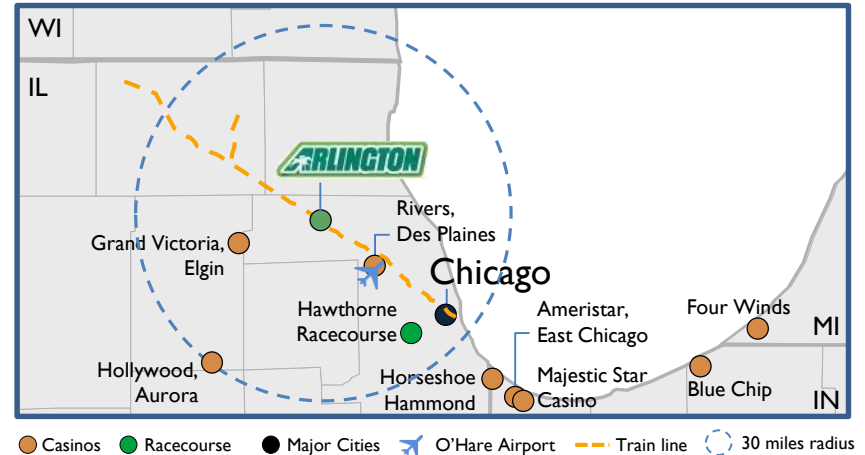 WI
IL
ARLINGTON
Rivers,
Des Plaines
Grand Victoria,
Elgin
Chicago
Hawthorne
Racecourse
Ameristar,
East Chicago
Four Winds
MI
Hollywood,
Aurora
Horseshoe
Hammond
Majestic Star
Casino
Blue Chip
IN
Casinos
Racecourse
Major Cities
O'Hare Airport
Train line
30 miles radius